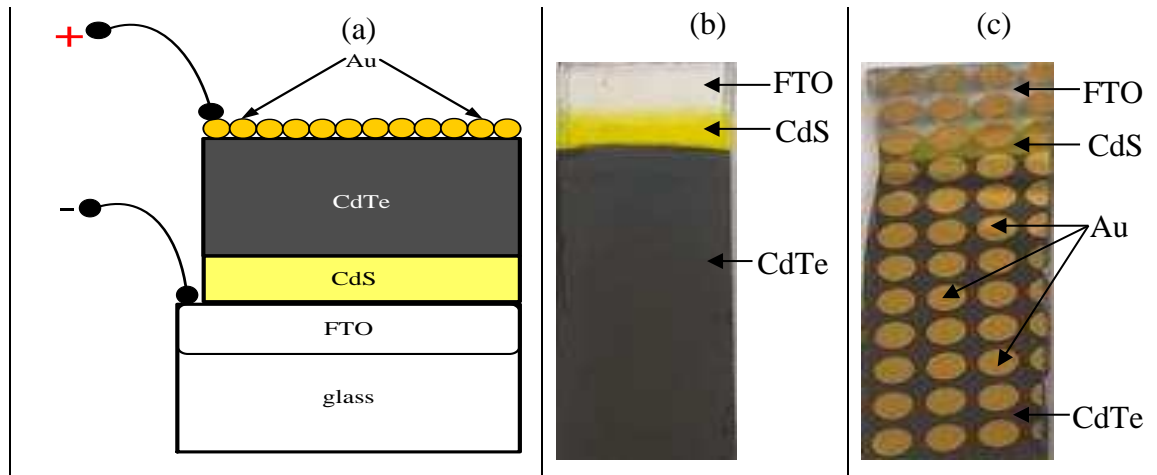 (a)
+
Au
CdTe
-
CdS
FTO
glass
(b)
FTO
CdS
CdTe
(c)
FTO
CdS
Au
CdTe